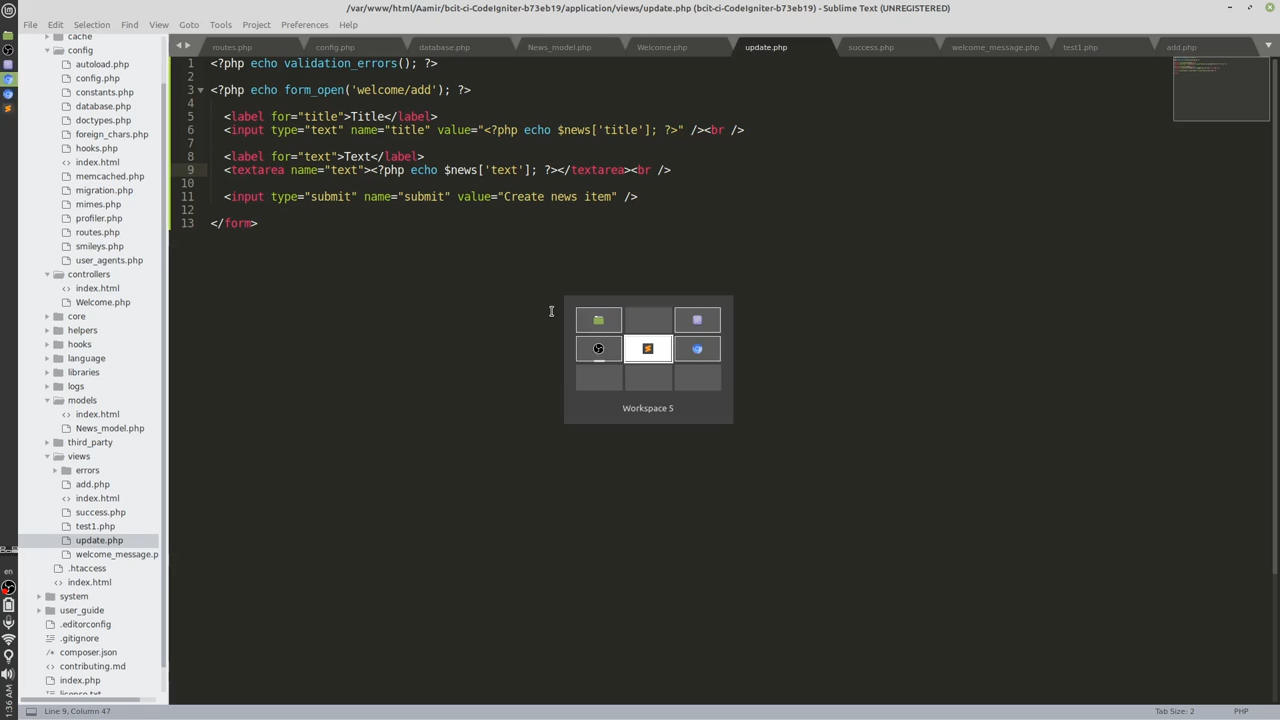 /var/www/html/Aamir/bcit-ci-CodeIgniter-b73eb19/application/views/update.php (bcit-ci-CodeIgniter-b73eb19) - Sublime Text (UNREGISTERED)
File Edit Selection Find View Goto Tools Project Preferences Help
routes.php config.php database.php News_model.php Welcome.php update.php success.php welcome_message.php test1.php add.php
cache
config
autoload.php
config.php
constants.php
database.php
doctypes.php
foreign_chars.php
hooks.php
index.html
memcached.php
migration.php
mimes.php
profiler.php
routes.php
smileys.php
user_agents.php
controllers
index.html
Welcome.php
core
helpers
hooks
language
libraries
logs
models
index.html
News_model.php
third_party
views
errors
add.php
index.html
success.php
test1.php
update.php
welcome_message.p
.htaccess
index.html
system
user_guide
.editorconfig
.gitignore
composer.json
contributing.md
index.php
license.txt
1 <?php echo validation_errors(); ?>
2
3 <?php echo form_open('welcome/add'); ?>
4
5 <label for="title">Title</label>
6 <input type="text" name="title" value="<?php echo $news['title']; ?>" /><br />
7
8 <label for="text">Text</label>
9 <textarea name="text"><?php echo $news['text']; ?></textarea><br />
10
11 <input type="submit" name="submit" value="Create news item" />
12
13 </form>
Workspace 5
en
1:36 AM
Line 9, Column 47 Tab Size: 2 PHP